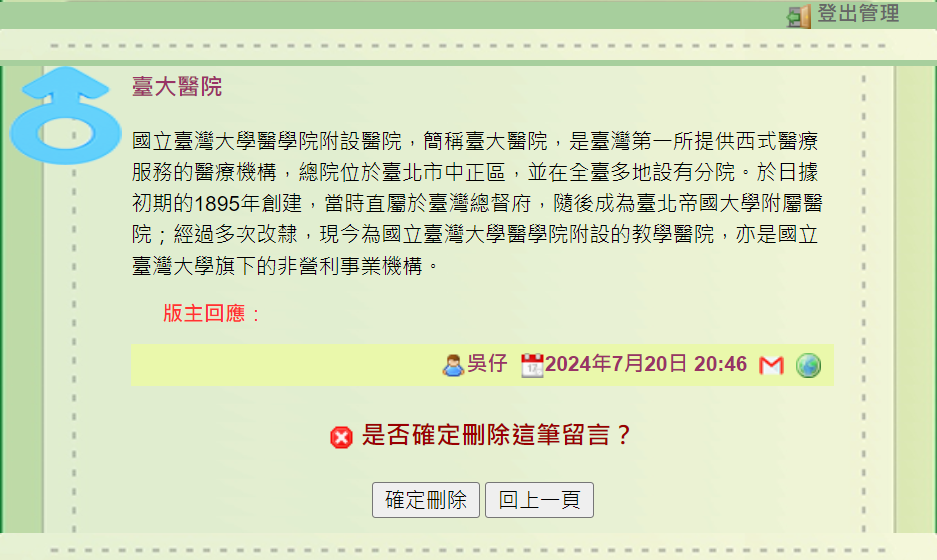 登出管理
臺大醫院
國立臺灣大學醫學院附設醫院，簡稱臺大醫院，是臺灣第一所提供西式醫療
服務的醫療機構，總院位於臺北市中正區，並在全臺多地設有分院。於日據
初期的1895年創建，當時直屬於臺灣總督府，隨後成為臺北帝國大學附屬醫
院；經過多次改隸，現今為國立臺灣大學醫學院附設的教學醫院，亦是國立
臺灣大學旗下的非營利事業機構。
版主回應：
吳仔 2024年7月20日 20:46
是否確定刪除這筆留言？
確定刪除 回上一頁